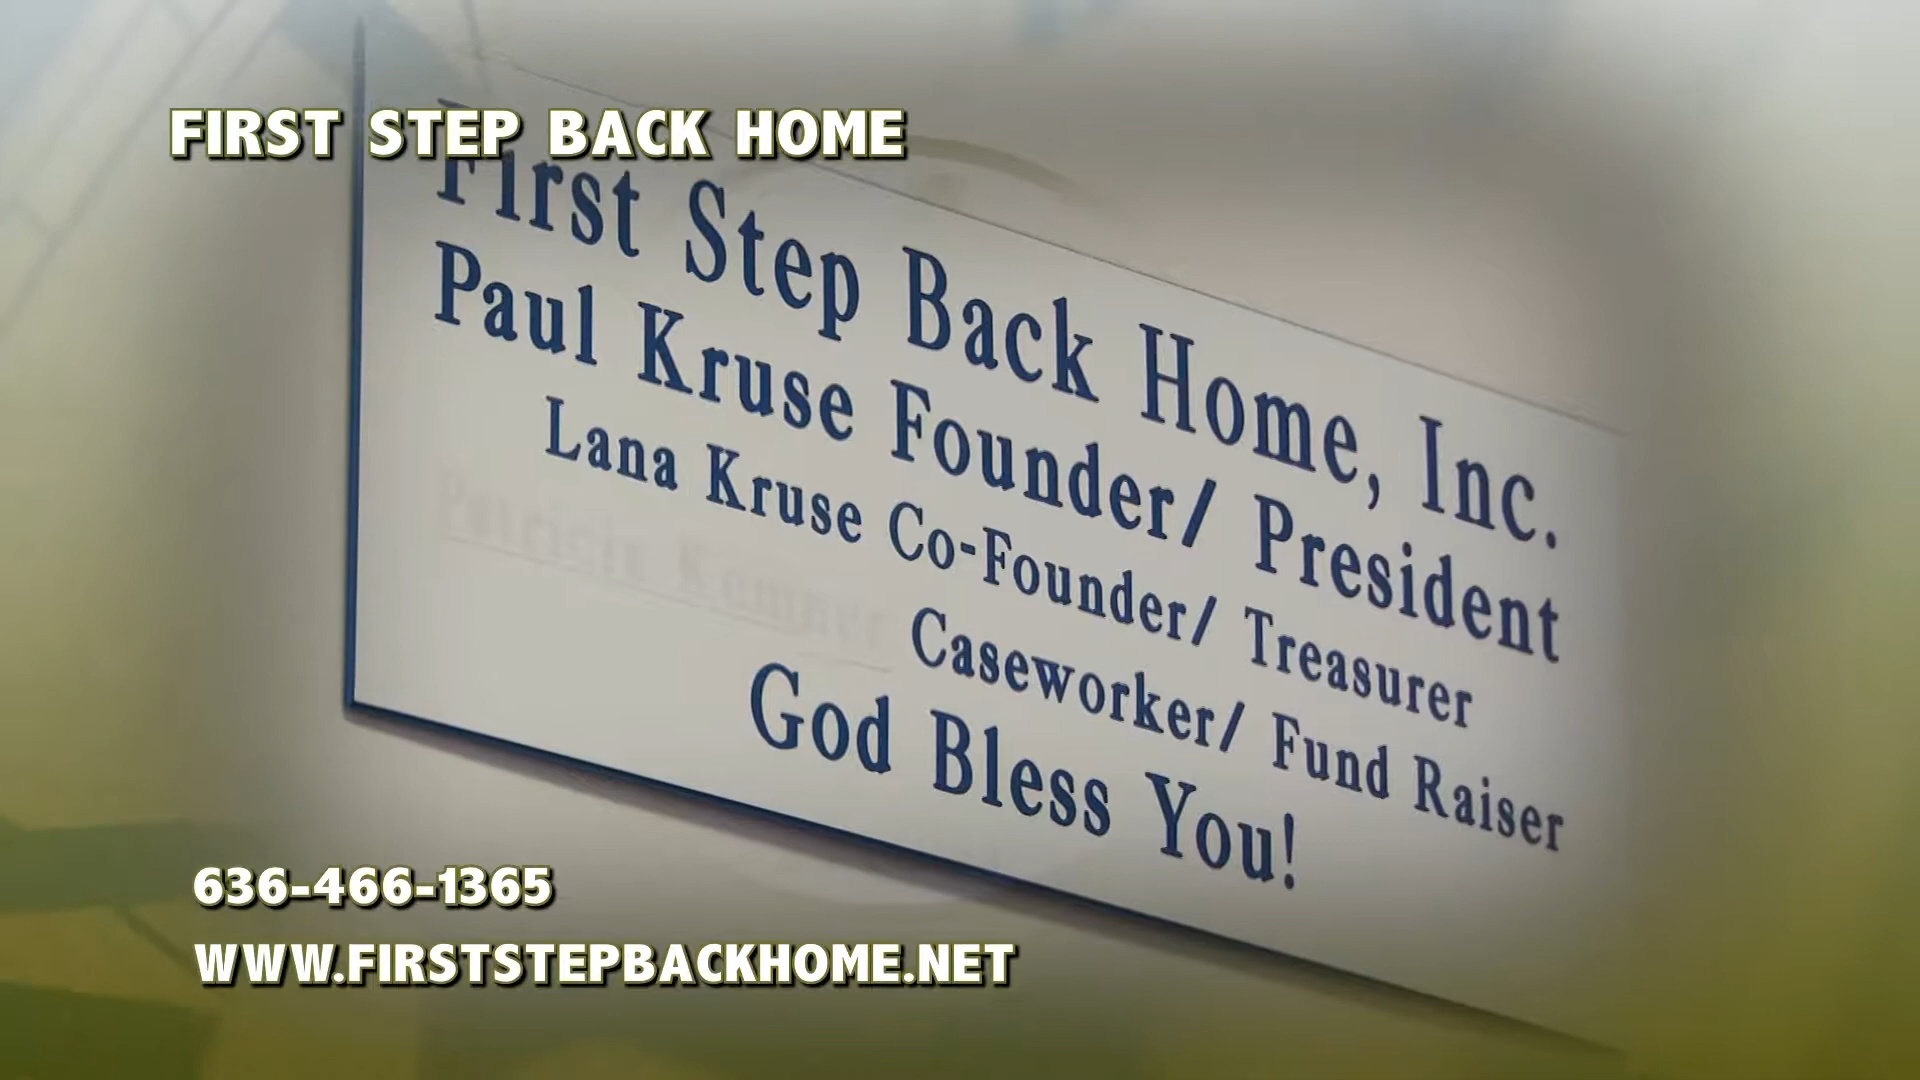 FIRST STEP BACK HOME
First Step Back Home, Inc.
Paul Kruse Founder/ President
Lana Kruse Co-Founder/ Treasurer
Caseworker/ Fund Raiser
God Bless You!
636-466-1365
WWW.FIRSTSTEPBACKHOME.NET